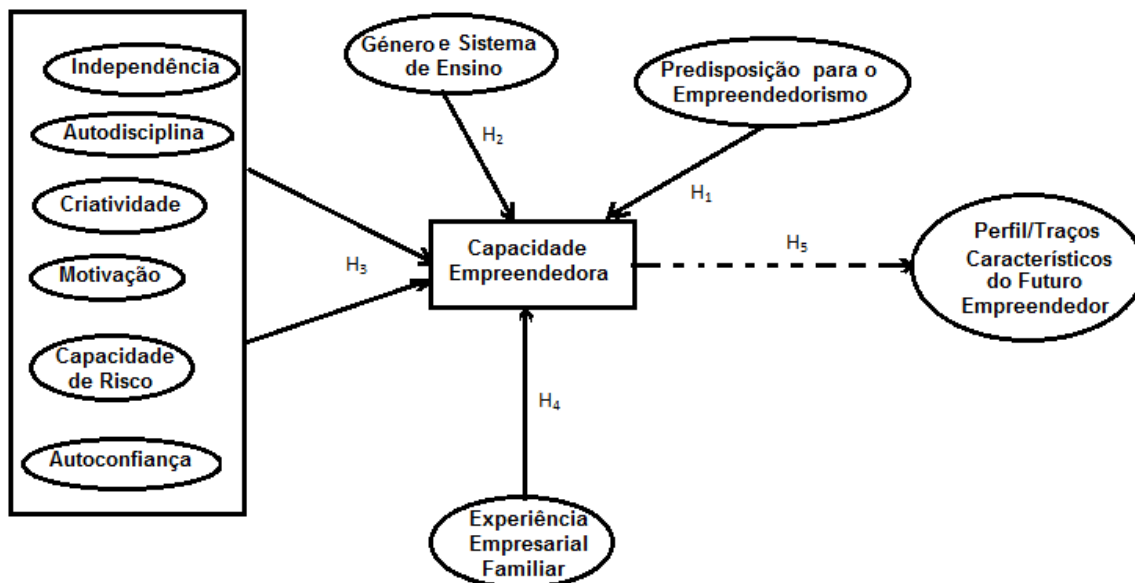 Independência
Autodisciplina
Criatividade
Motivação
Capacidade
de Risco
Autoconfiança
H₃
Género e Sistema
de Ensino
H₂
Predisposição para o
Empreendedorismo
H₁
Capacidade
Empreendedora
H₅
Perfil/Traços
Característicos
do Futuro
Empreendedor
H₄
Experiência
Empresarial
Familiar